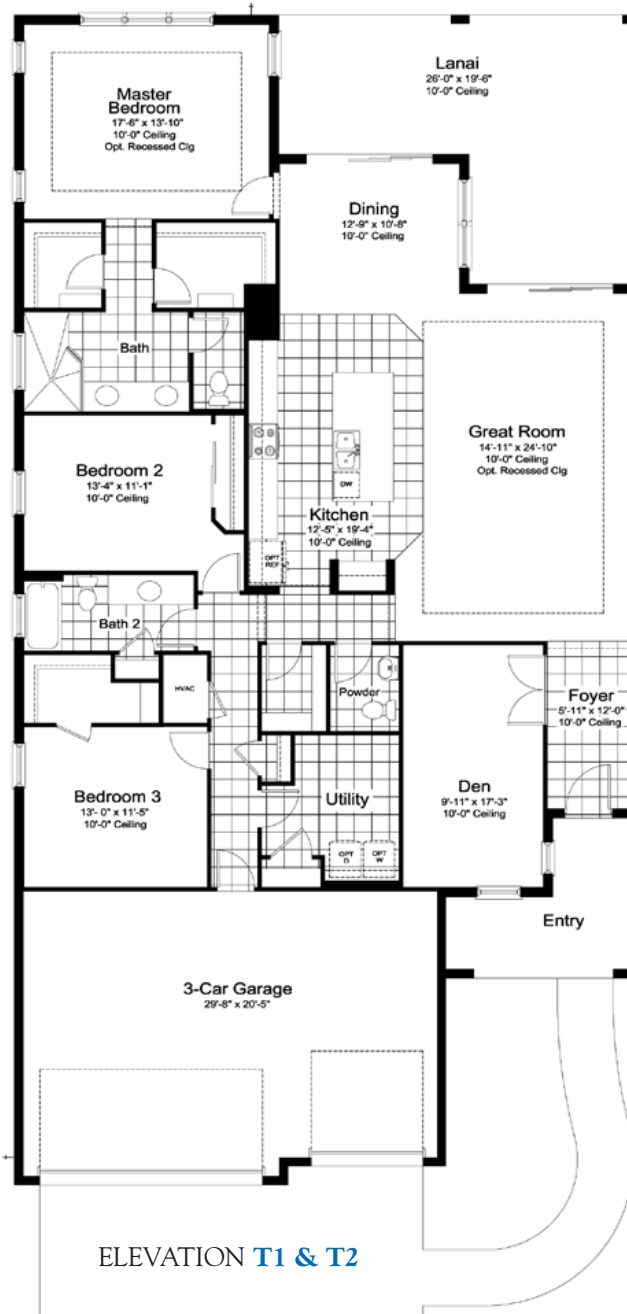 Lanai
26'-0" x 19'-6"
10'-0" Ceiling
Master
Bedroom
17'-6" x 13'-10"
10'-0" Ceiling
Opt. Recessed Clg
Dining
12'-9" x 10'-8"
10'-0" Ceiling
Bath
Great Room
14'-11" x 24'-10"
10'-0" Ceiling
Opt. Recessed Clg
Bedroom 2
13'-4" x 11'-1"
10'-0" Ceiling
DW
Kitchen
12'-5" x 19'-4"
10'-0" Ceiling
OPT
REF
Bath 2
HVAC
Powder
Foyer
5'-11" x 12'-0"
10'-0" Ceiling
Bedroom 3
13'- 0" x 11'-5"
10'-0" Ceiling
Utility
Den
9'-11" x 17'-3"
10'-0" Ceiling
OPT
D
OPT
W
Entry
3-Car Garage
29'-8" x 20'-5"
ELEVATION T1 & T2